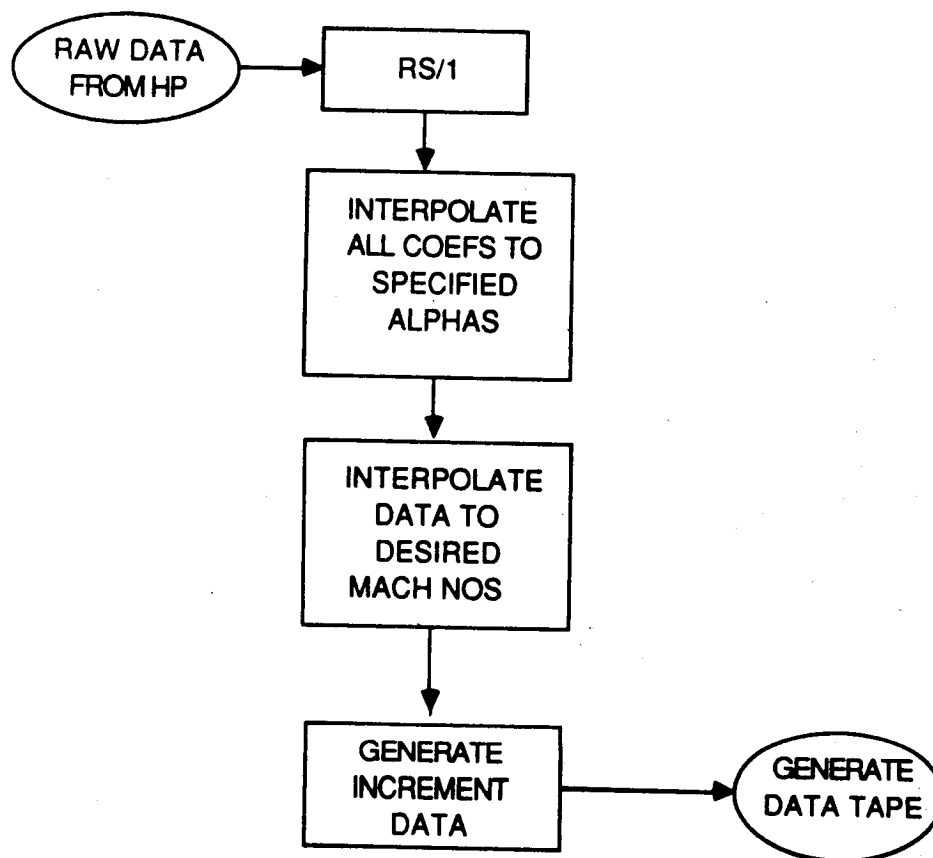 RAW DATA
FROM HP
RS/1
INTERPOLATE
ALL COEFS TO
SPECIFIED
ALPHAS
INTERPOLATE
DATA TO
DESIRED
MACH NOS
GENERATE
INCREMENT
DATA
GENERATE
DATA TAPE